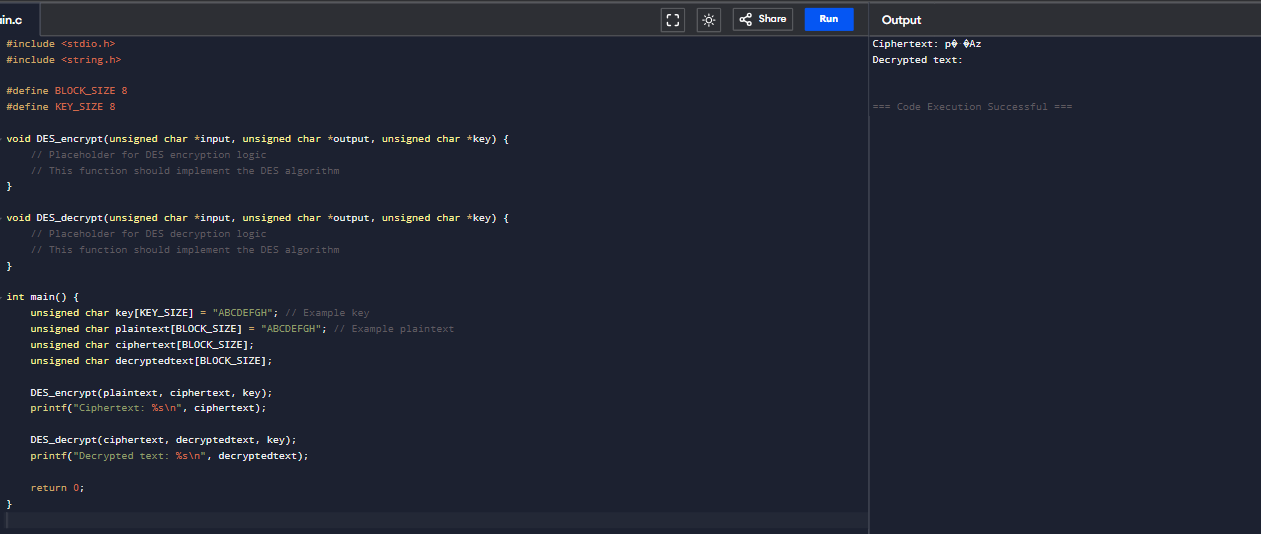 in.c
Share
Run
Output
#include <stdio.h>
#include <string.h>
#define BLOCK_SIZE 8
#define KEY_SIZE 8
void DES_encrypt(unsigned char *input, unsigned char *output, unsigned char *key) {
// Placeholder for DES encryption logic
// This function should implement the DES algorithm
}
void DES_decrypt(unsigned char *input, unsigned char *output, unsigned char *key) {
// Placeholder for DES decryption logic
// This function should implement the DES algorithm
}
int main() {
unsigned char key[KEY_SIZE] = "ABCDEFGH"; // Example key
unsigned char plaintext[BLOCK_SIZE] = "ABCDEFGH"; // Example plaintext
unsigned char ciphertext[BLOCK_SIZE];
unsigned char decryptedtext[BLOCK_SIZE];
DES_encrypt(plaintext, ciphertext, key);
printf("Ciphertext: %s\n", ciphertext);
DES_decrypt(ciphertext, decryptedtext, key);
printf("Decrypted text: %s\n", decryptedtext);
return 0;
}
Ciphertext: p� �Az
Decrypted text:
=== Code Execution Successful ===